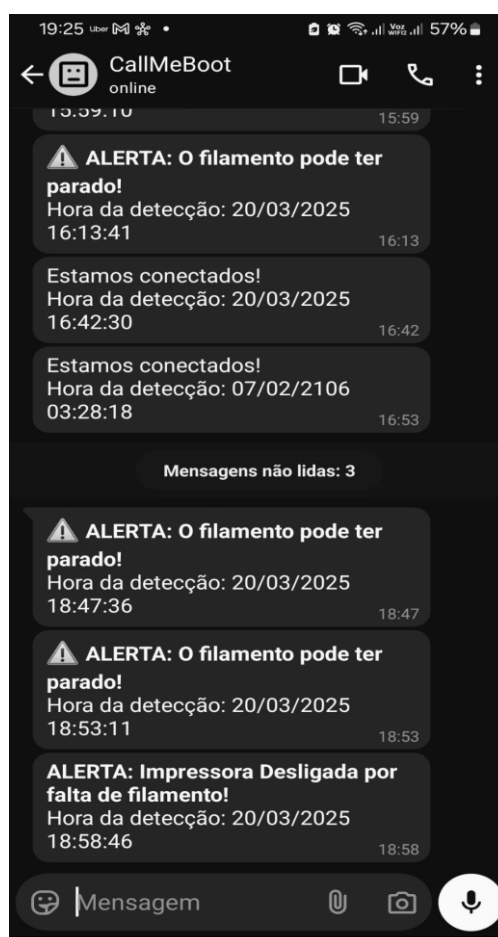 19:25 Uber 57%
CallMeBoot
online
15:59:10
15:59
ALERTA: O filamento pode ter
parado!
Hora da detecção: 20/03/2025
16:13:41
16:13
Estamos conectados!
Hora da detecção: 20/03/2025
16:42:30
16:42
Estamos conectados!
Hora da detecção: 07/02/2106
03:28:18
16:53
Mensagens não lidas: 3
ALERTA: O filamento pode ter
parado!
Hora da detecção: 20/03/2025
18:47:36
18:47
ALERTA: O filamento pode ter
parado!
Hora da detecção: 20/03/2025
18:53:11
18:53
ALERTA: Impressora Desligada por
falta de filamento!
Hora da detecção: 20/03/2025
18:58:46
18:58
Mensagem